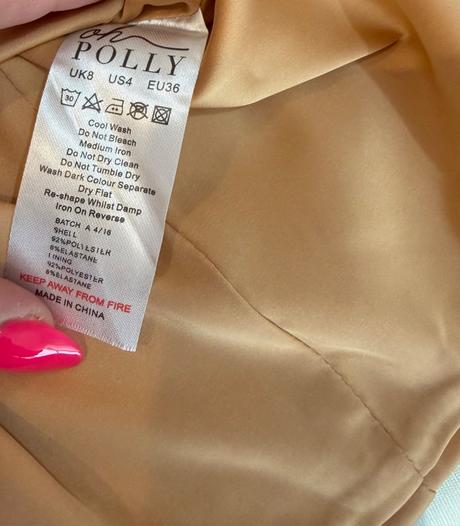 oh
POLLY
UK8 US4 EU36
30
Cool Wash
Do Not Bleach
Medium Iron
Do Not Dry Clean
Do Not Tumble Dry
Wash Dark Colour Separate
Dry Flat
Re-shape Whilst Damp
Iron On Reverse
BATCH A 4/16
SHELL
92%POLYESTER
8%ELASTANE
LINING
92%POLYESTER
8%ELASTANE
KEEP AWAY FROM FIRE
MADE IN CHINA